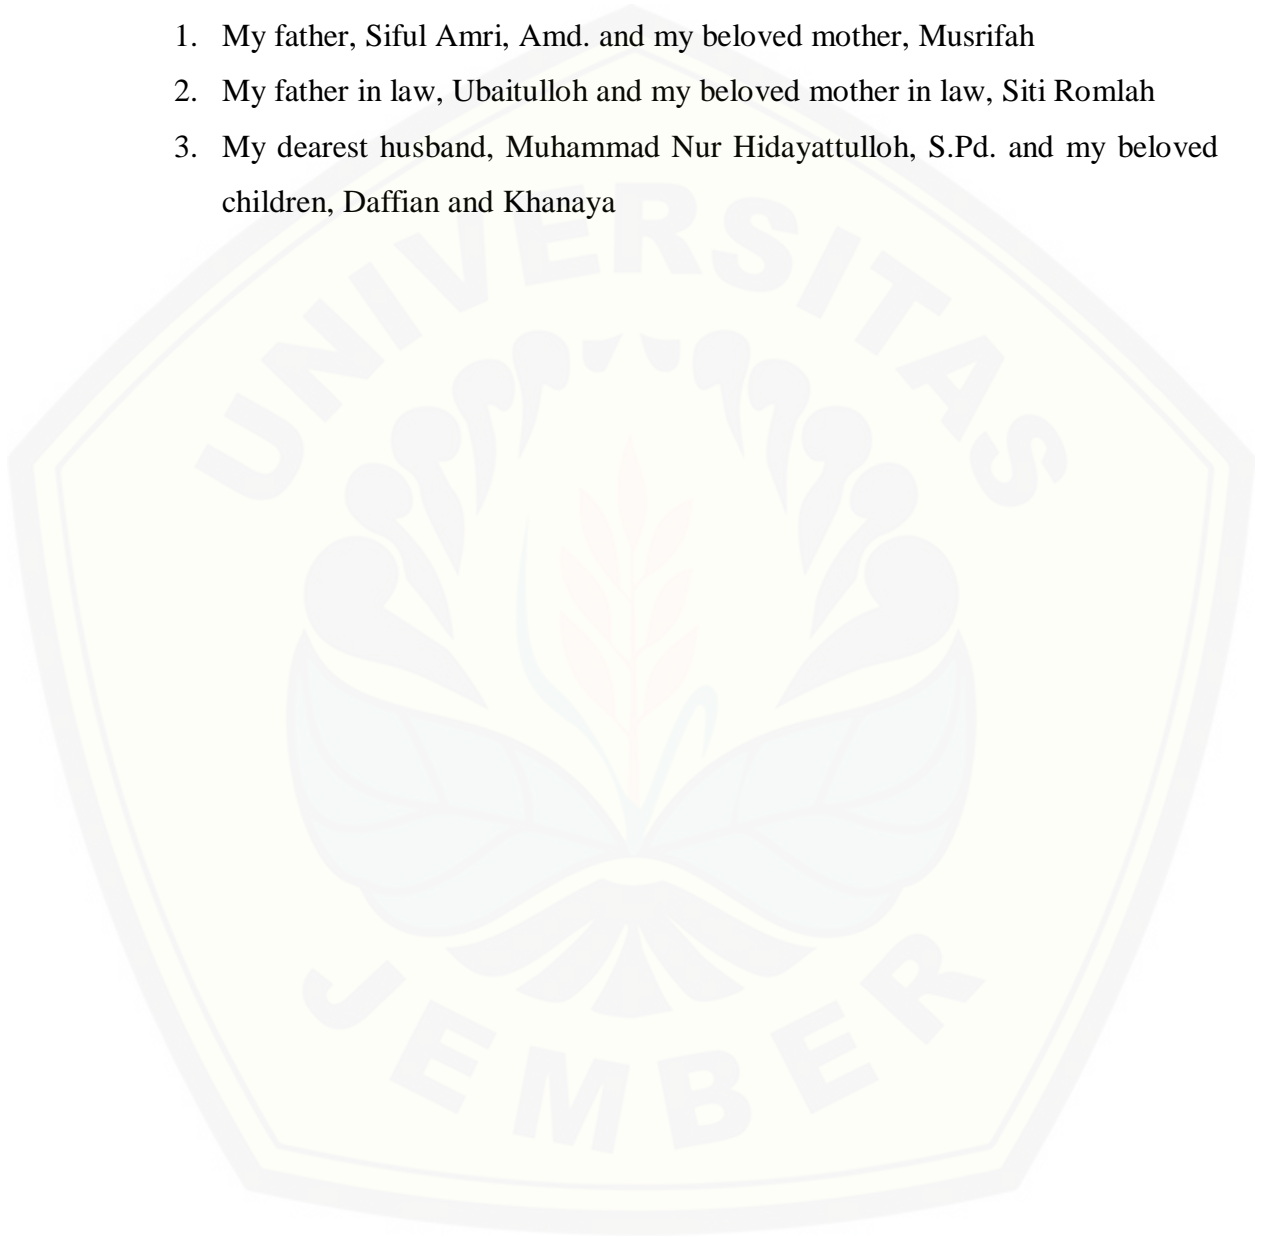 1. My father, Siful Amri, Amd. and my beloved mother, Musrifah
2. My father in law, Ubaitulloh and my beloved mother in law, Siti Romlah
3. My dearest husband, Muhammad Nur Hidayattulloh, S.Pd. and my beloved
children, Daffian and Khanaya
UNIVERSITAS
JEMBER